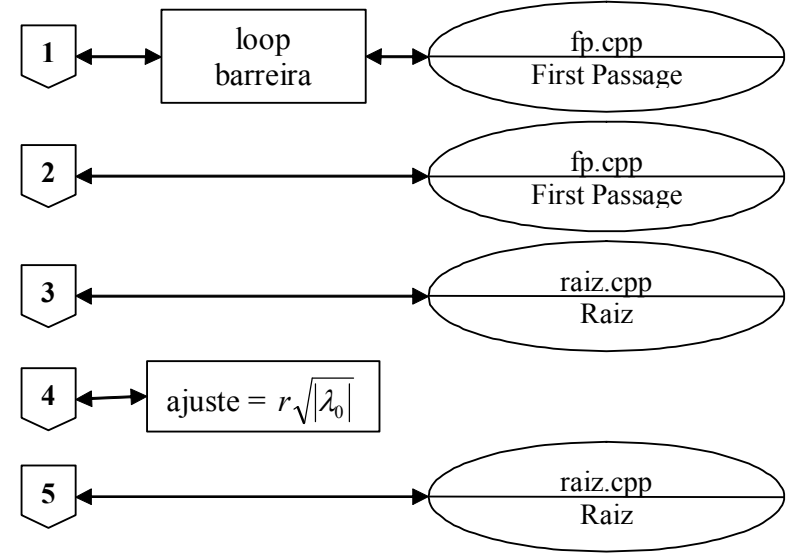 1
loop
barreira
fp.cpp
First Passage
2
fp.cpp
First Passage
3
raiz.cpp
Raiz
4
ajuste = r√|λ₀|
5
raiz.cpp
Raiz